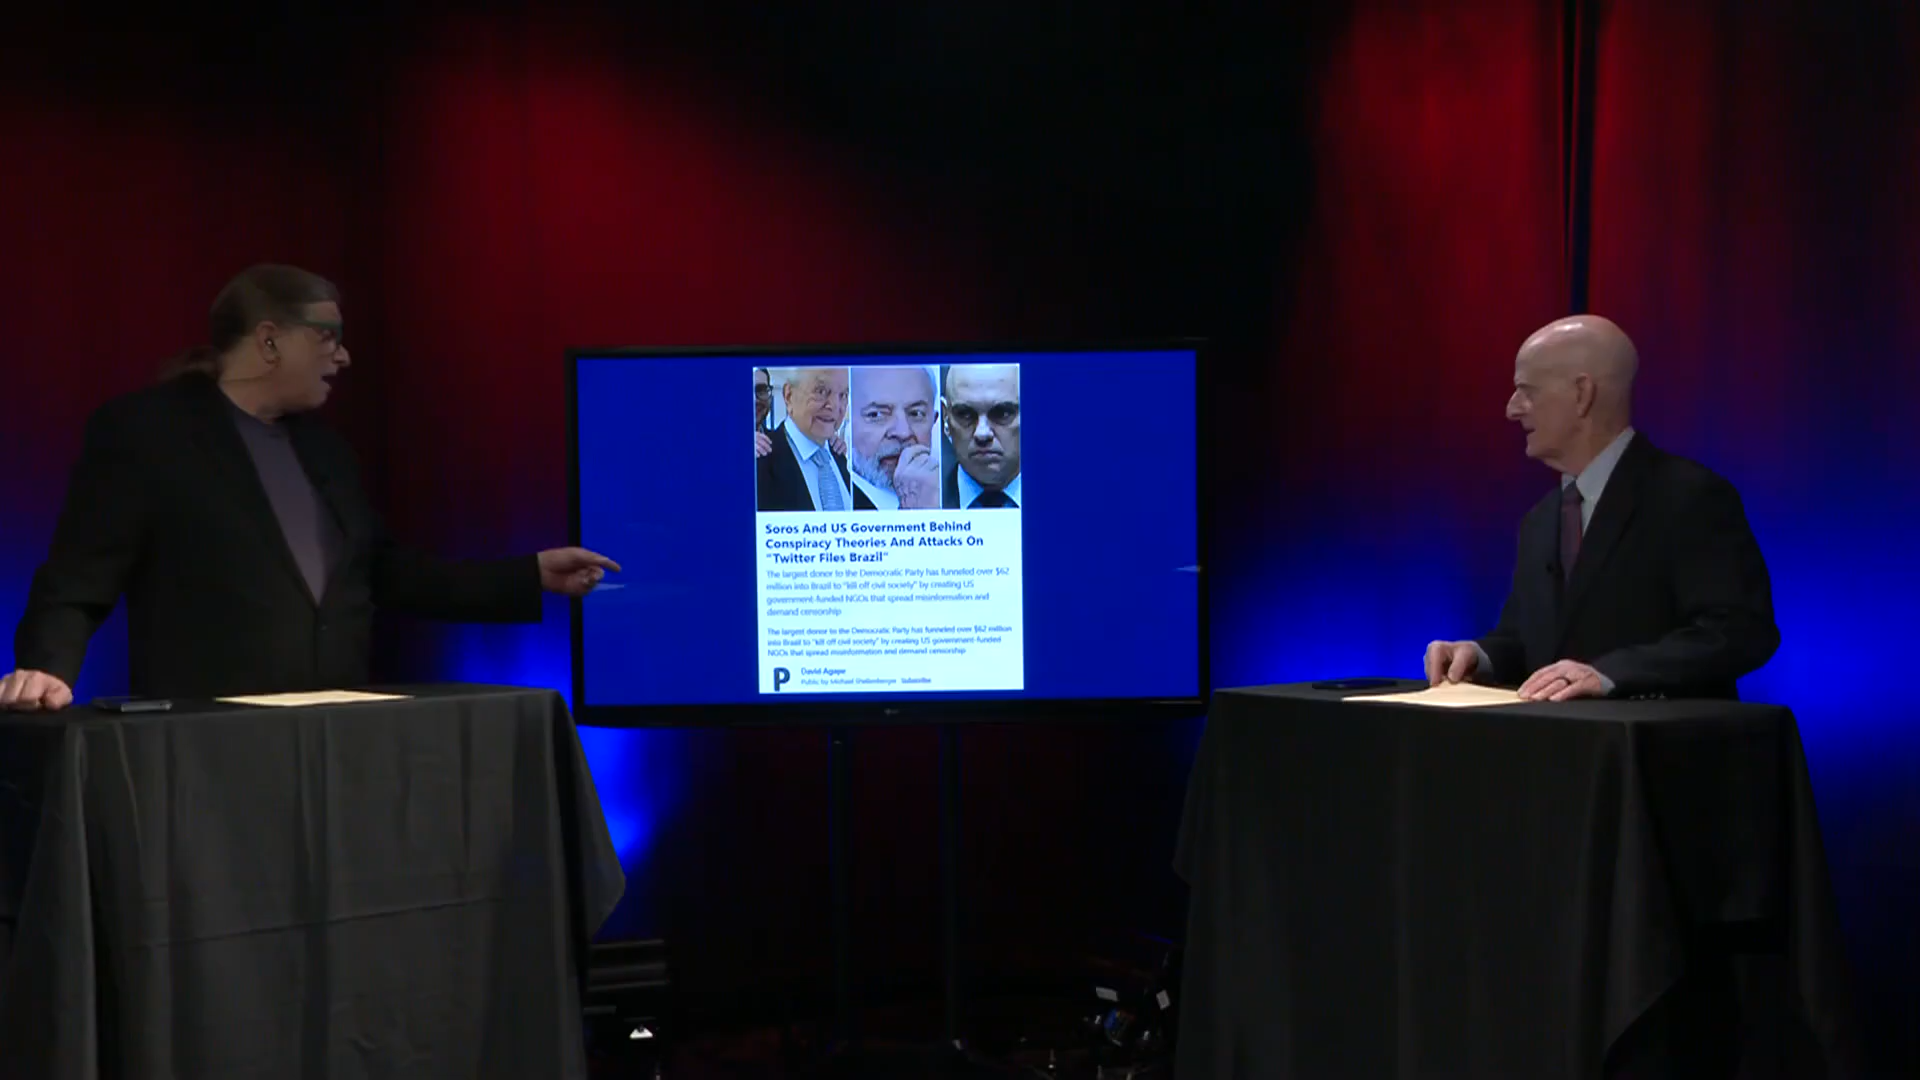 Soros And US Government Behind
Conspiracy Theories And Attacks On
"Twitter Files Brazil"
The largest donor to the Democratic Party has funneled over $62
million into Brazil to "kill off civil society" by creating US
government-funded NGOs that spread misinformation and
demand censorship
The largest donor to the Democratic Party has funneled over $62 million
into Brazil to "kill off civil society" by creating US government-funded
NGOs that spread misinformation and demand censorship
P
David Agape
Public by Michael Shellenberger Subscribe